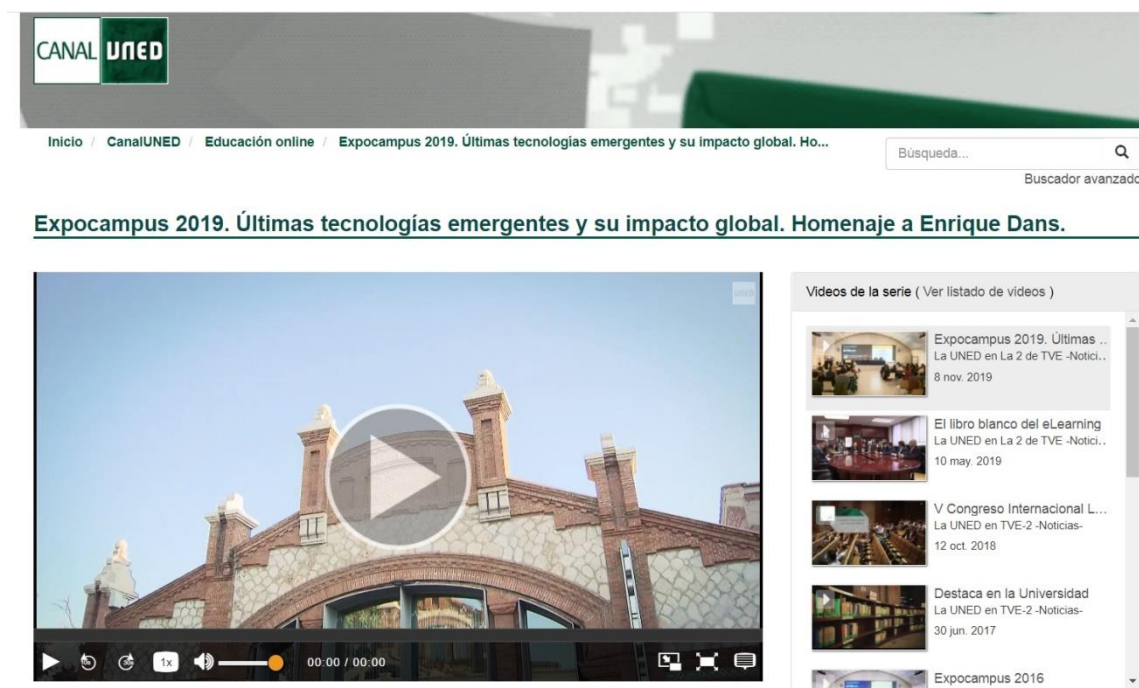 CANAL UNED
Inicio / CanalUNED / Educación online / Expocampus 2019. Últimas tecnologías emergentes y su impacto global. Ho...
Búsqueda...
Buscador avanzado
Expocampus 2019. Últimas tecnologías emergentes y su impacto global. Homenaje a Enrique Dans.
UNED
Videos de la serie ( Ver listado de videos )
Expocampus 2019. Últimas ..
La UNED en La 2 de TVE -Notici..
8 nov. 2019
El libro blanco del eLearning
La UNED en La 2 de TVE -Notici..
10 may. 2019
V Congreso Internacional L...
La UNED en TVE-2 -Noticias-
12 oct. 2018
Destaca en la Universidad
La UNED en TVE-2 -Noticias-
30 jun. 2017
Expocampus 2016
1x
00:00 / 00:00